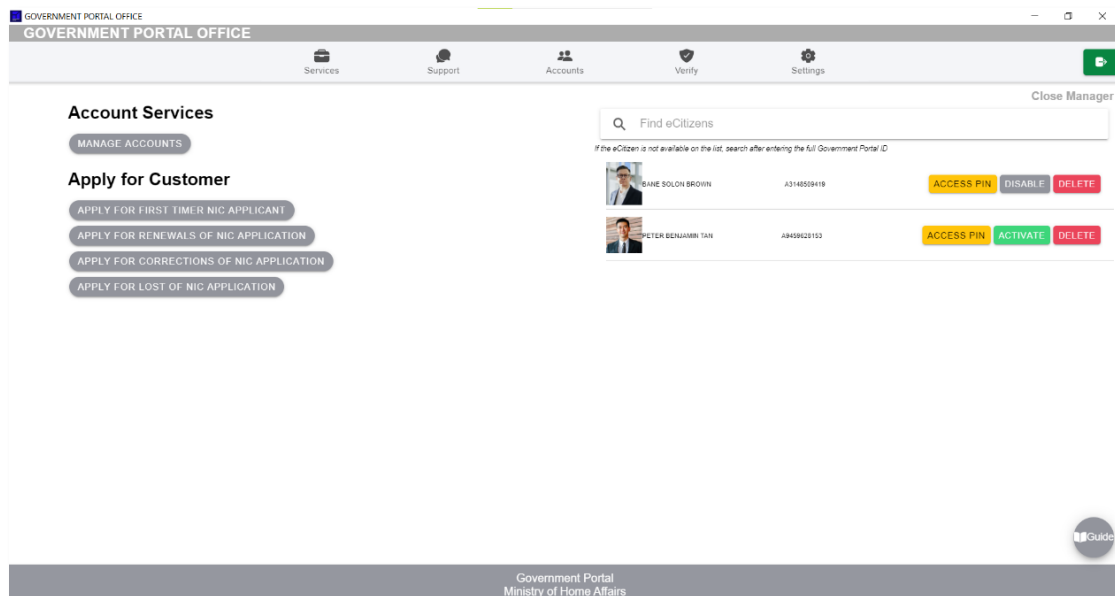 GOVERNMENT PORTAL OFFICE
GOVERNMENT PORTAL OFFICE
Services
Support
Accounts
Verify
Settings
Close Manager
Account Services
MANAGE ACCOUNTS
Apply for Customer
APPLY FOR FIRST TIMER NIC APPLICANT
APPLY FOR RENEWALS OF NIC APPLICATION
APPLY FOR CORRECTIONS OF NIC APPLICATION
APPLY FOR LOST OF NIC APPLICATION
Find eCitizens
If the eCitizen is not available on the list, search after entering the full Government Portal ID
BANE SOLON BROWN A3148509419 ACCESS PIN DISABLE DELETE
PETER BENJAMIN TAN A9459628153 ACCESS PIN ACTIVATE DELETE
Guide
Government Portal
Ministry of Home Affairs